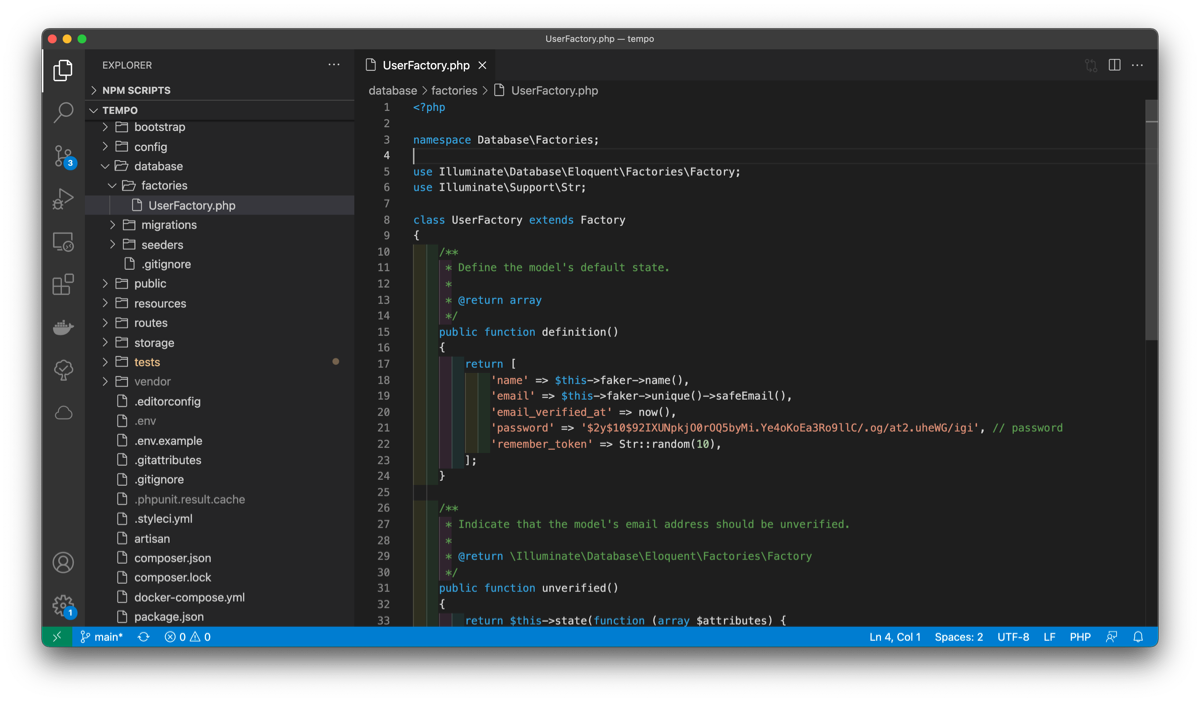 UserFactory.php — tempo
EXPLORER
NPM SCRIPTS
TEMPO
bootstrap
config
database
factories
UserFactory.php
migrations
seeders
.gitignore
public
resources
routes
storage
tests
vendor
.editorconfig
.env
.env.example
.gitattributes
.gitignore
.phpunit.result.cache
.styleci.yml
artisan
composer.json
composer.lock
docker-compose.yml
package.json
3
1
UserFactory.php
database > factories > UserFactory.php
1 <?php
2
3 namespace Database\Factories;
4
5 use Illuminate\Database\Eloquent\Factories\Factory;
6 use Illuminate\Support\Str;
7
8 class UserFactory extends Factory
9 {
10 /**
11 * Define the model's default state.
12 *
13 * @return array
14 */
15 public function definition()
16 {
17 return [
18 'name' => $this->faker->name(),
19 'email' => $this->faker->unique()->safeEmail(),
20 'email_verified_at' => now(),
21 'password' => '$2y$10$92IXUNpkjO0rOQ5byMi.Ye4oKoEa3Ro9llC/.og/at2.uheWG/igi', // password
22 'remember_token' => Str::random(10),
23 ];
24 }
25
26 /**
27 * Indicate that the model's email address should be unverified.
28 *
29 * @return \Illuminate\Database\Eloquent\Factories\Factory
30 */
31 public function unverified()
32 {
33 return $this->state(function (array $attributes) {
main* 0 0 Ln 4, Col 1 Spaces: 2 UTF-8 LF PHP